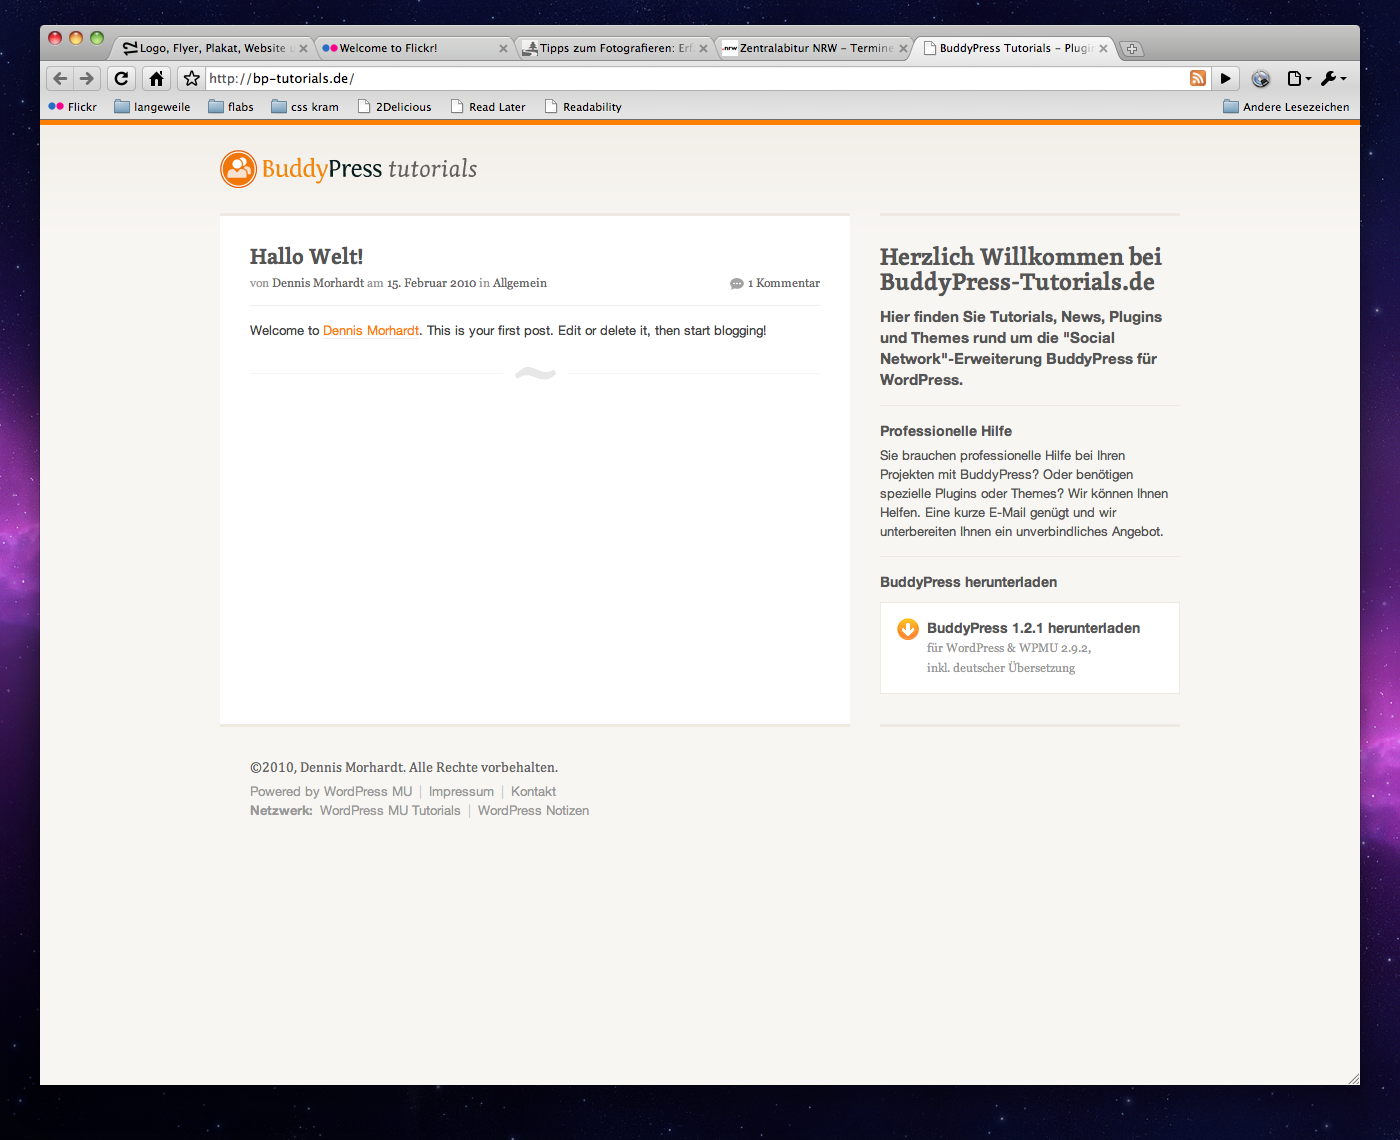 Logo, Flyer, Plakat, Website
Welcome to Flickr!
Tipps zum Fotografieren: Erf
.nrw Zentralabitur NRW – Termine
BuddyPress Tutorials – Plugin
http://bp-tutorials.de/
Flickr langeweile flabs css kram 2Delicious Read Later Readability Andere Lesezeichen
BuddyPress tutorials
Hallo Welt!
von Dennis Morhardt am 15. Februar 2010 in Allgemein
1 Kommentar
Welcome to Dennis Morhardt. This is your first post. Edit or delete it, then start blogging!
Herzlich Willkommen bei
BuddyPress-Tutorials.de
Hier finden Sie Tutorials, News, Plugins
und Themes rund um die "Social
Network"-Erweiterung BuddyPress für
WordPress.
Professionelle Hilfe
Sie brauchen professionelle Hilfe bei Ihren
Projekten mit BuddyPress? Oder benötigen
spezielle Plugins oder Themes? Wir können Ihnen
Helfen. Eine kurze E-Mail genügt und wir
unterbreiten Ihnen ein unverbindliches Angebot.
BuddyPress herunterladen
BuddyPress 1.2.1 herunterladen
für WordPress & WPMU 2.9.2,
inkl. deutscher Übersetzung
©2010, Dennis Morhardt. Alle Rechte vorbehalten.
Powered by WordPress MU | Impressum | Kontakt
Netzwerk: WordPress MU Tutorials | WordPress Notizen